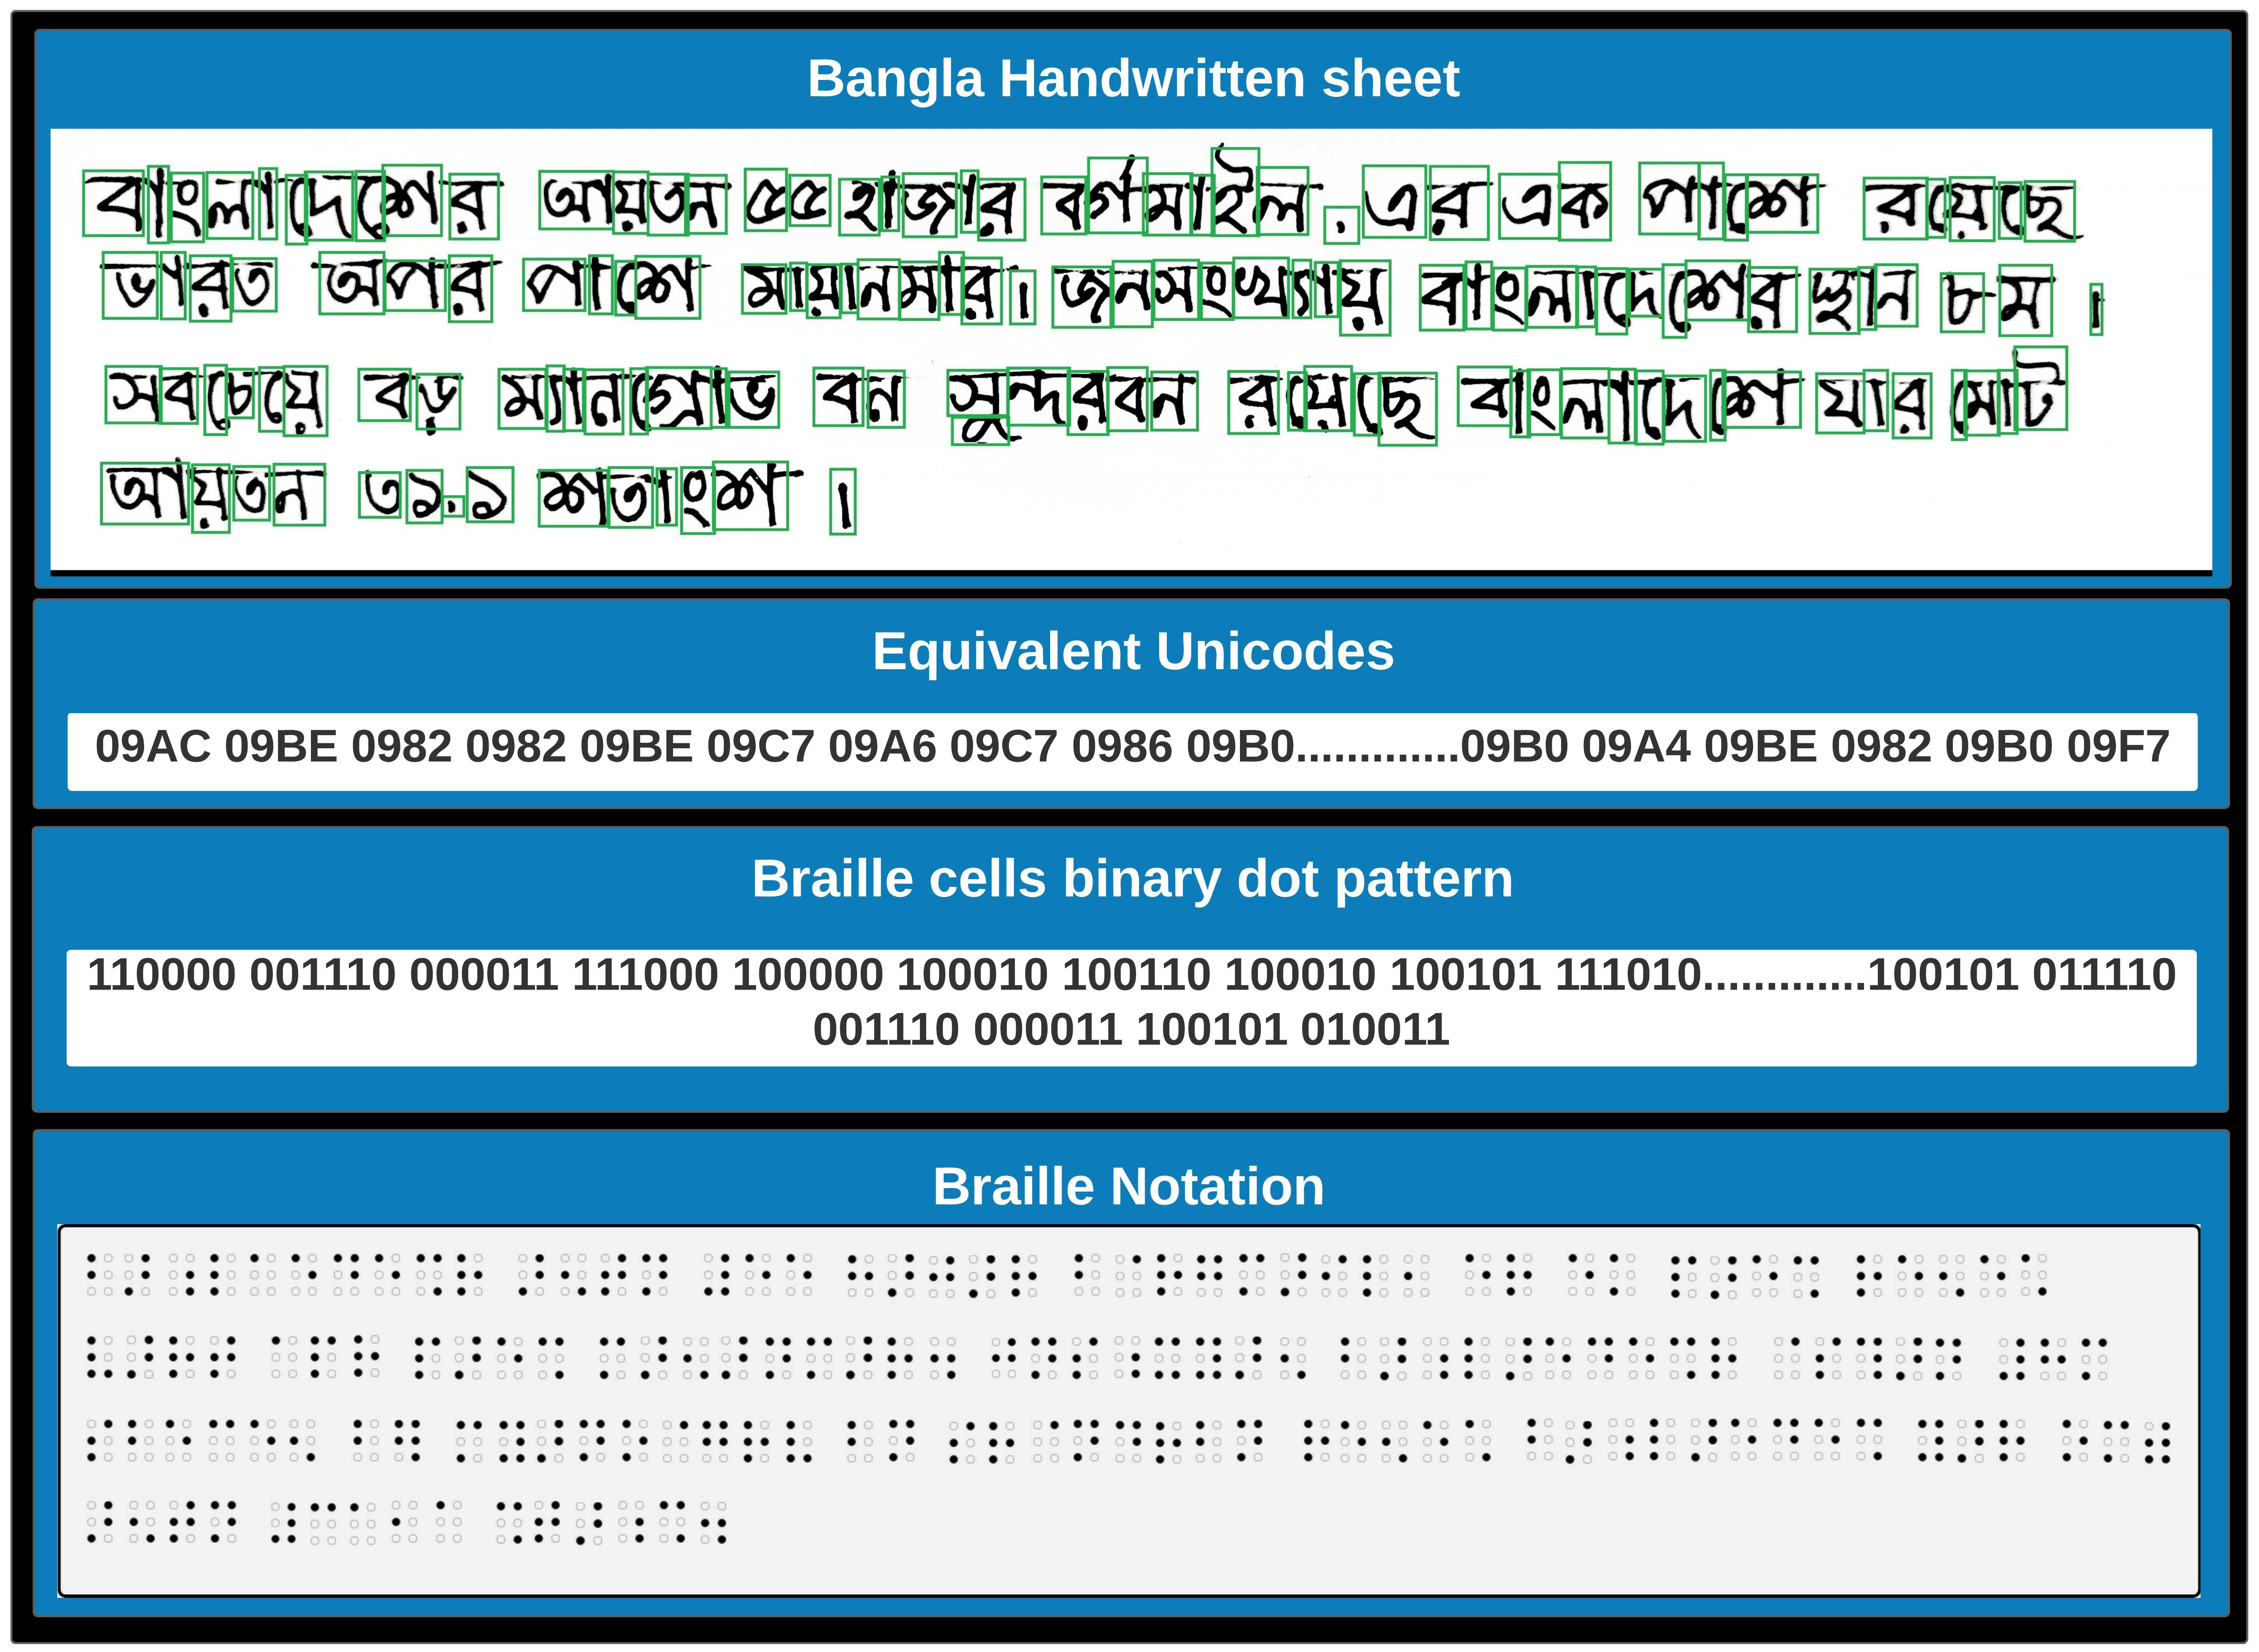 Bangla Handwritten sheet
বাংলাদেশের আয়তন ৫৫ হাজার বর্গমাইল . এর এক পাশে রয়েছে
ভারত অপর পাশে মায়ানমার। জনসংখ্যায় বাংলাদেশের স্থান ৮ম ।
সবচেয়ে বড় ম্যানগ্রোভ বন সুন্দরবন রয়েছে বাংলাদেশে যার মোট
আয়তন ৩১.১ শতাংশ ।
Equivalent Unicodes
09AC 09BE 0982 0982 09BE 09C7 09A6 09C7 0986 09B0.............09B0 09A4 09BE 0982 09B0 09F7
Braille cells binary dot pattern
110000 001110 000011 111000 100000 100010 100110 100010 100101 111010.............100101 011110
001110 000011 100101 010011
Braille Notation